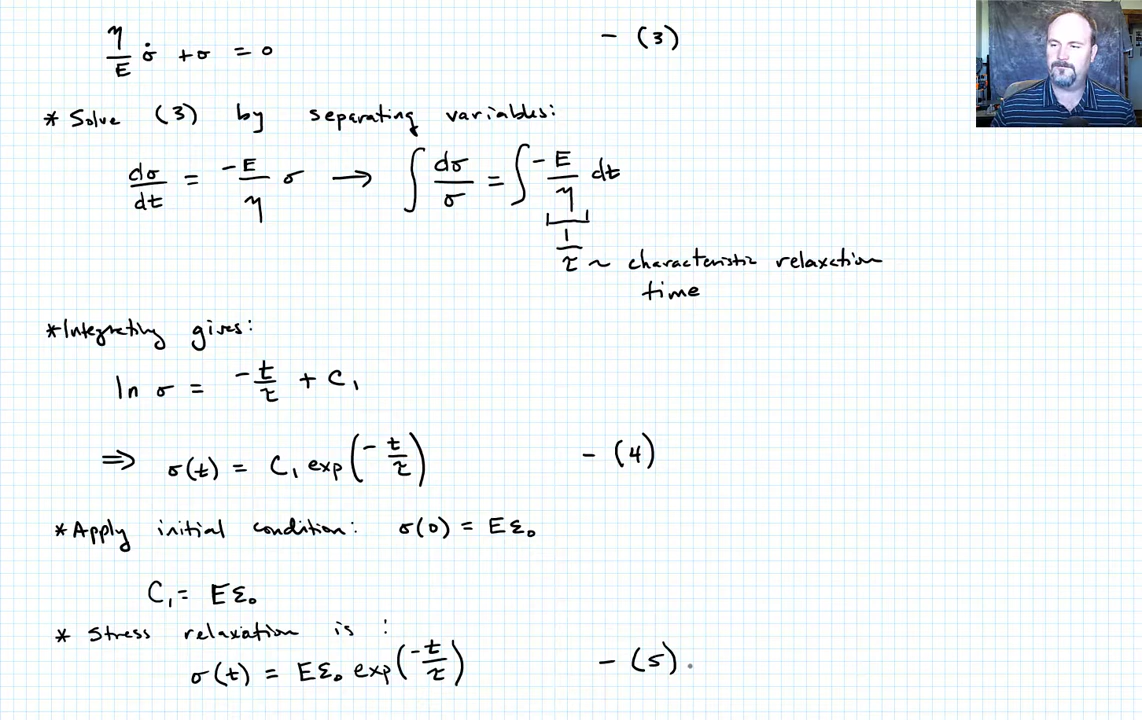 η/E σ̇ + σ = 0 - (3)
* Solve (3) by separating variables:
dσ/dt = -E/η σ → ∫ dσ/σ = ∫ -E/η dt
1/τ ~ characteristic relaxation
time
* Integrating gives:
ln σ = -t/τ + C₁
⇒ σ(t) = C₁ exp(-t/τ) - (4)
* Apply initial condition: σ(0) = Eε₀
C₁ = Eε₀
* Stress relaxation is :
σ(t) = Eε₀ exp(-t/τ) - (5)